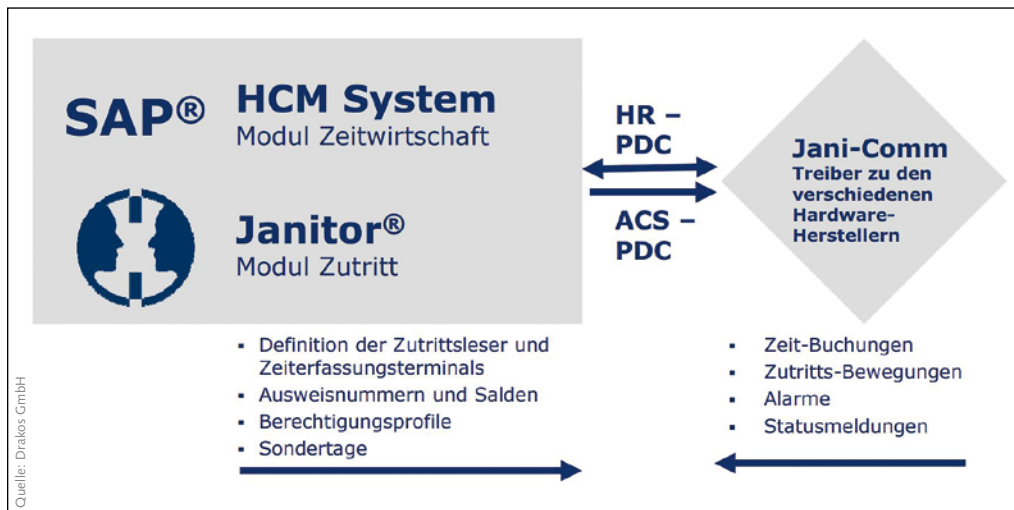 SAP®
HCM System
Modul Zeitwirtschaft
Janitor®
Modul Zutritt
HR –
PDC
ACS –
PDC
Jani-Comm
Treiber zu den
verschiedenen
Hardware-
Herstellern
▪ Definition der Zutrittsleser und
Zeiterfassungsterminals
▪ Ausweisnummern und Salden
▪ Berechtigungsprofile
▪ Sondertage
▪ Zeit-Buchungen
▪ Zutritts-Bewegungen
▪ Alarme
▪ Statusmeldungen
Quelle: Drakos GmbH